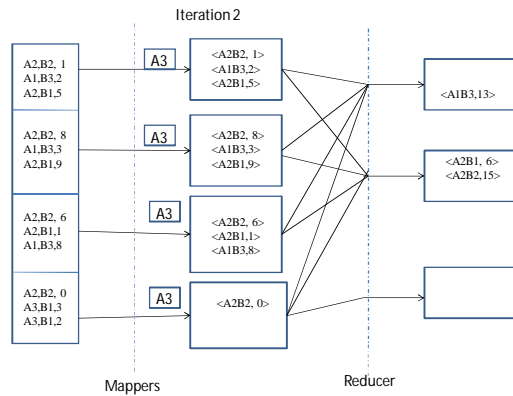 Iteration 2
A2,B2, 1
A1,B3,2
A2,B1,5
A3
<A2B2, 1>
<A1B3,2>
<A2B1,5>
<A1B3,13>
A2,B2, 8
A1,B3,3
A2,B1,9
A3
<A2B2, 8>
<A1B3,3>
<A2B1,9>
<A2B1, 6>
<A2B2,15>
A2,B2, 6
A2,B1,1
A1,B3,8
A3
<A2B2, 6>
<A2B1,1>
<A1B3,8>
A2,B2, 0
A3,B1,3
A3,B1,2
A3
<A2B2, 0>
Mappers
Reducer